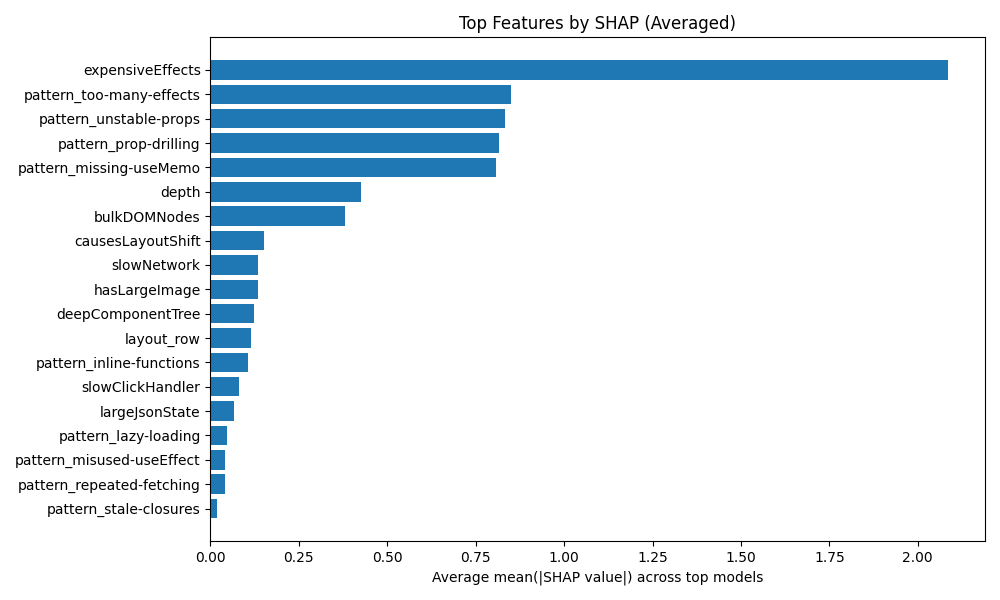 Top Features by SHAP (Averaged)
expensiveEffects
pattern_too-many-effects
pattern_unstable-props
pattern_prop-drilling
pattern_missing-useMemo
depth
bulkDOMNodes
causesLayoutShift
slowNetwork
hasLargeImage
deepComponentTree
layout_row
pattern_inline-functions
slowClickHandler
largeJsonState
pattern_lazy-loading
pattern_misused-useEffect
pattern_repeated-fetching
pattern_stale-closures
0.00 0.25 0.50 0.75 1.00 1.25 1.50 1.75 2.00
Average mean(|SHAP value|) across top models